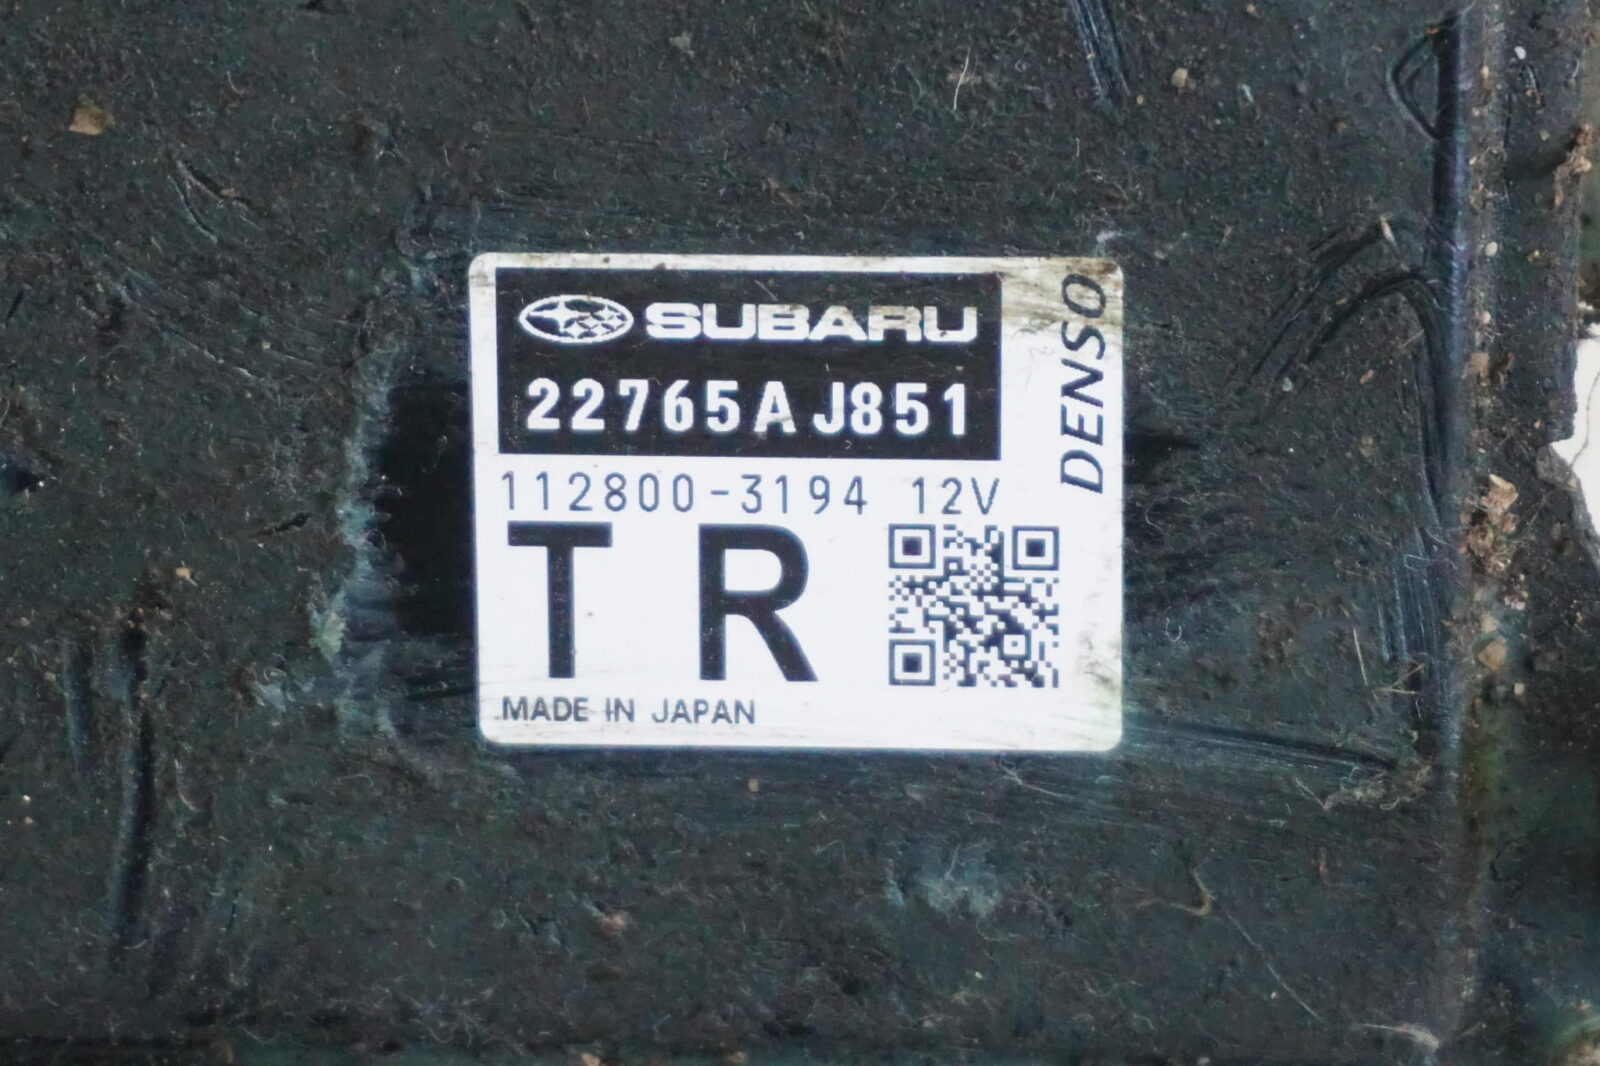 SUBARU
22765AJ851
112800-3194 12V
T R
MADE IN JAPAN
DENSO